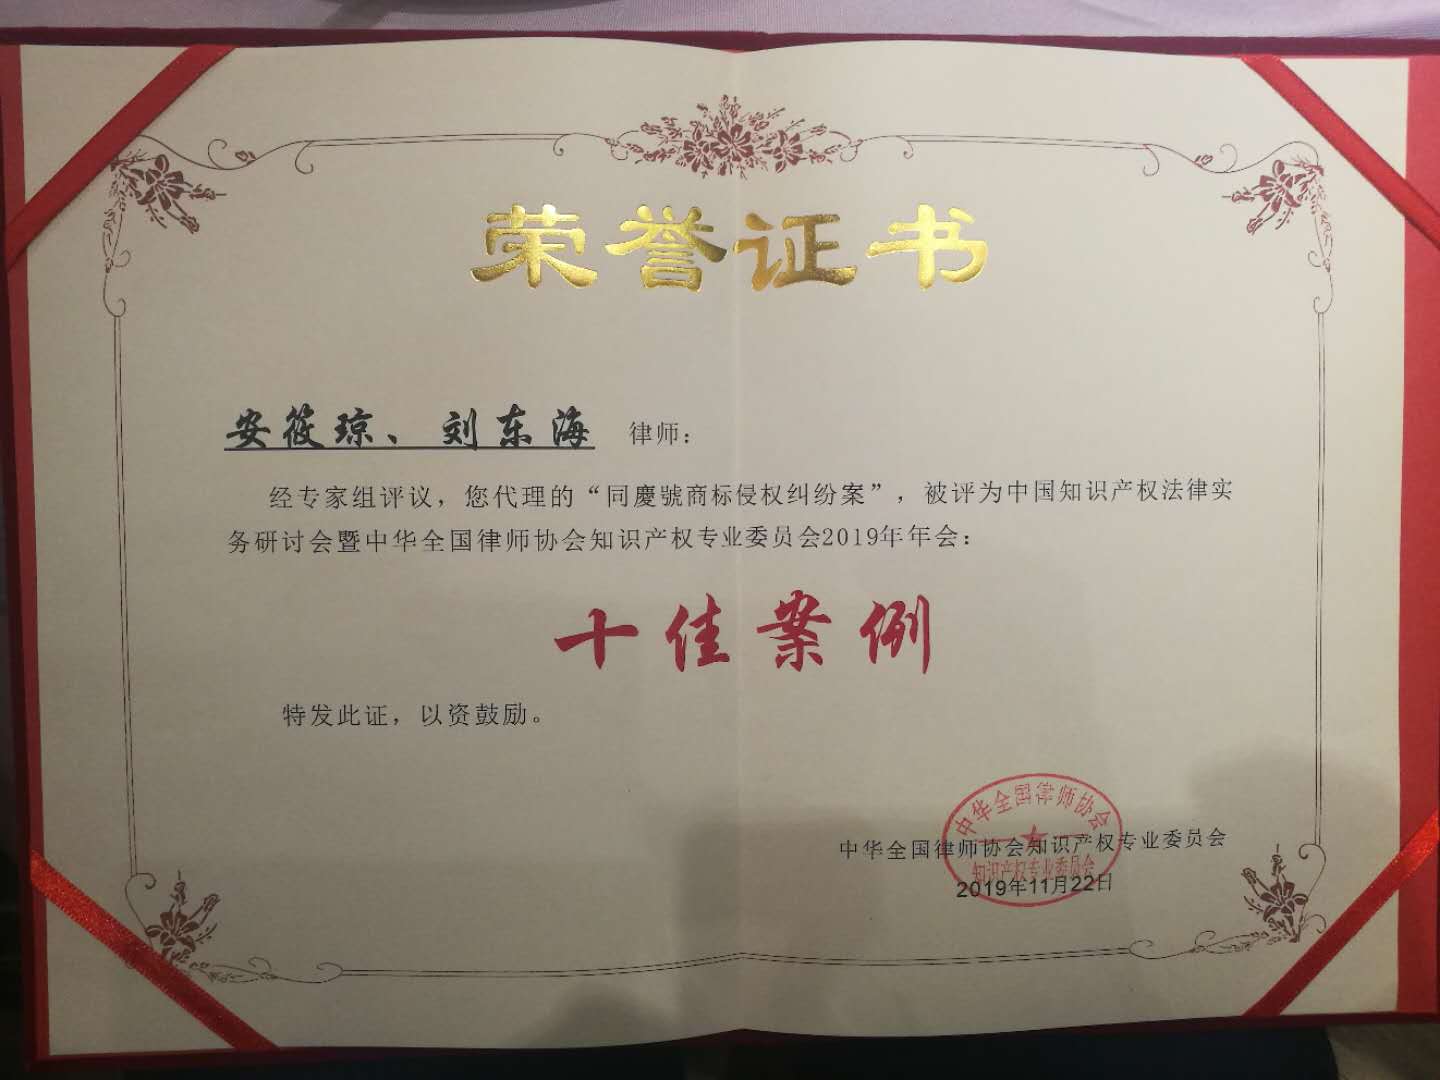 荣誉证书
安筱琼、刘东海 律师：
经专家组评议，您代理的“同慶號商标侵权纠纷案”，被评为中国知识产权法律实
务研讨会暨中华全国律师协会知识产权专业委员会2019年年会：
十佳案例
特发此证，以资鼓励。
中华全国律师协会
中华全国律师协会知识产权专业委员会
知识产权专业委员会
2019年11月22日